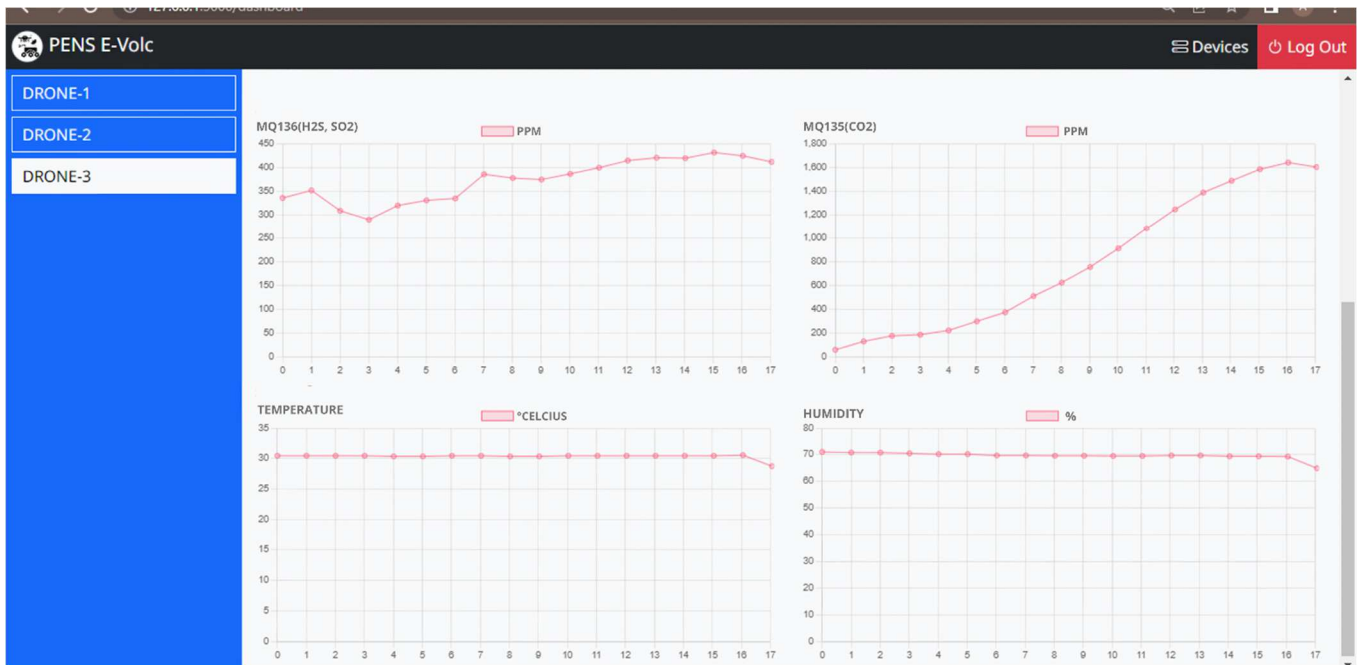 127.0.0.1:5000/dashboard
PENS E-Volc
Devices
Log Out
DRONE-1
DRONE-2
DRONE-3
MQ136(H2S, SO2)
PPM
450
400
350
300
250
200
150
100
50
0
0 1 2 3 4 5 6 7 8 9 10 11 12 13 14 15 16 17
MQ135(CO2)
PPM
1,800
1,600
1,400
1,200
1,000
800
600
400
200
0
0 1 2 3 4 5 6 7 8 9 10 11 12 13 14 15 16 17
TEMPERATURE
°CELCIUS
35
30
25
20
15
10
5
0
0 1 2 3 4 5 6 7 8 9 10 11 12 13 14 15 16 17
HUMIDITY
%
80
70
60
50
40
30
20
10
0
0 1 2 3 4 5 6 7 8 9 10 11 12 13 14 15 16 17